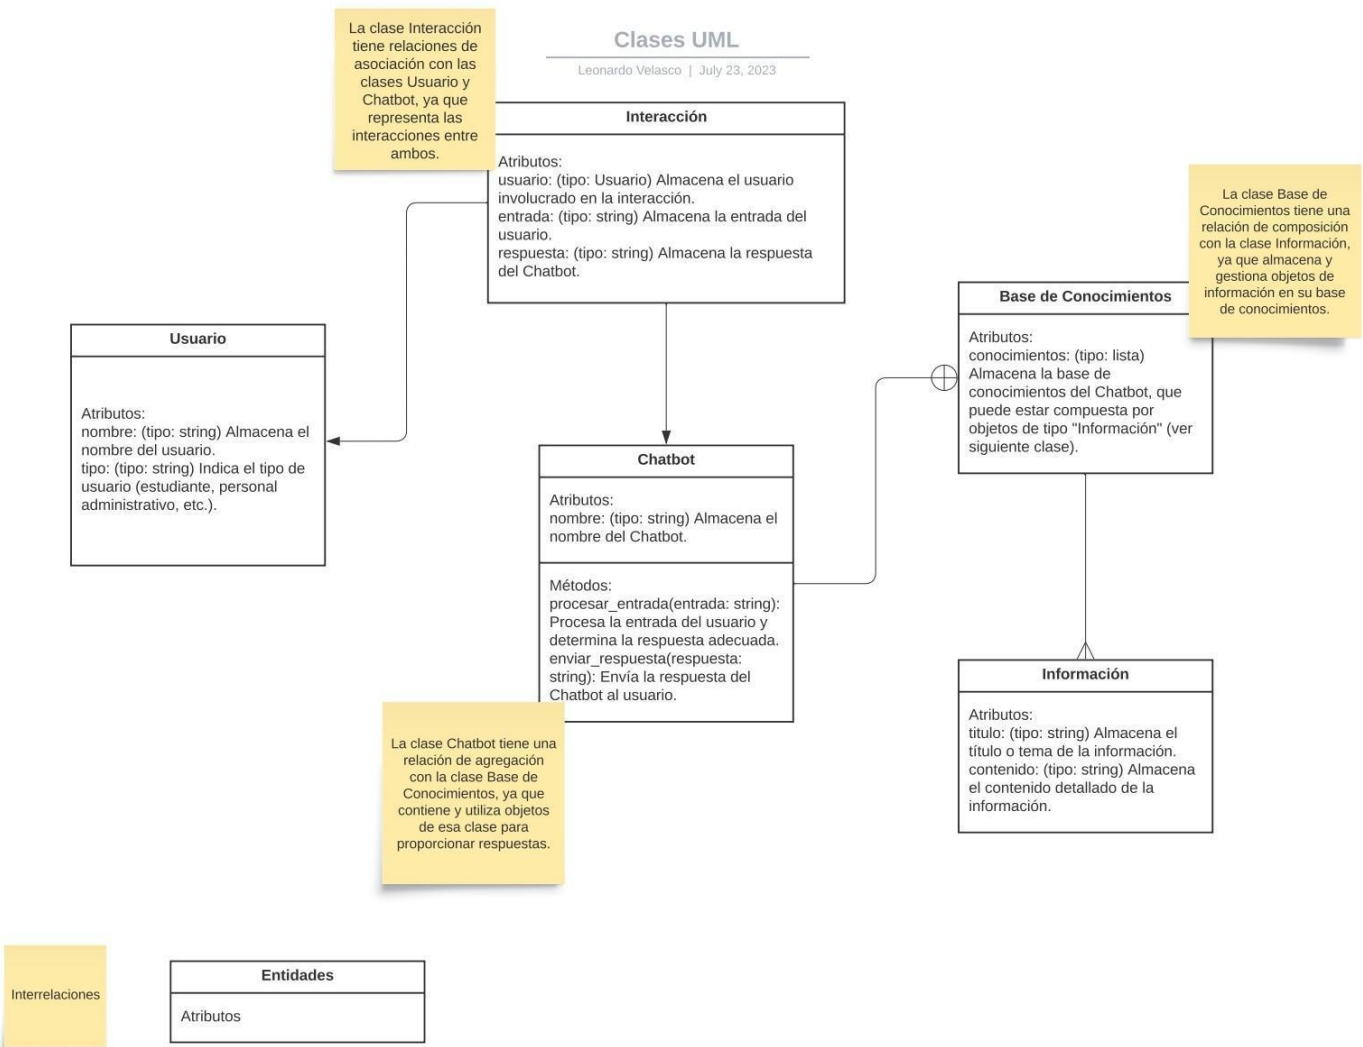 La clase Interacción
tiene relaciones de
asociación con las
clases Usuario y
Chatbot, ya que
representa las
interacciones entre
ambos.
Clases UML
Leonardo Velasco | July 23, 2023
Interacción
Atributos:
usuario: (tipo: Usuario) Almacena el usuario
involucrado en la interacción.
entrada: (tipo: string) Almacena la entrada del
usuario.
respuesta: (tipo: string) Almacena la respuesta
del Chatbot.
La clase Base de
Conocimientos tiene una
relación de composición
con la clase Información,
ya que almacena y
gestiona objetos de
información en su base
de conocimientos.
Base de Conocimientos
Atributos:
conocimientos: (tipo: lista)
Almacena la base de
conocimientos del Chatbot, que
puede estar compuesta por
objetos de tipo "Información" (ver
siguiente clase).
Usuario
Atributos:
nombre: (tipo: string) Almacena el
nombre del usuario.
tipo: (tipo: string) Indica el tipo de
usuario (estudiante, personal
administrativo, etc.).
Chatbot
Atributos:
nombre: (tipo: string) Almacena el
nombre del Chatbot.
Métodos:
procesar_entrada(entrada: string):
Procesa la entrada del usuario y
determina la respuesta adecuada.
enviar_respuesta(respuesta:
string): Envía la respuesta del
Chatbot al usuario.
Información
Atributos:
titulo: (tipo: string) Almacena el
título o tema de la información.
contenido: (tipo: string) Almacena
el contenido detallado de la
información.
La clase Chatbot tiene una
relación de agregación
con la clase Base de
Conocimientos, ya que
contiene y utiliza objetos
de esa clase para
proporcionar respuestas.
Interrelaciones
Entidades
Atributos